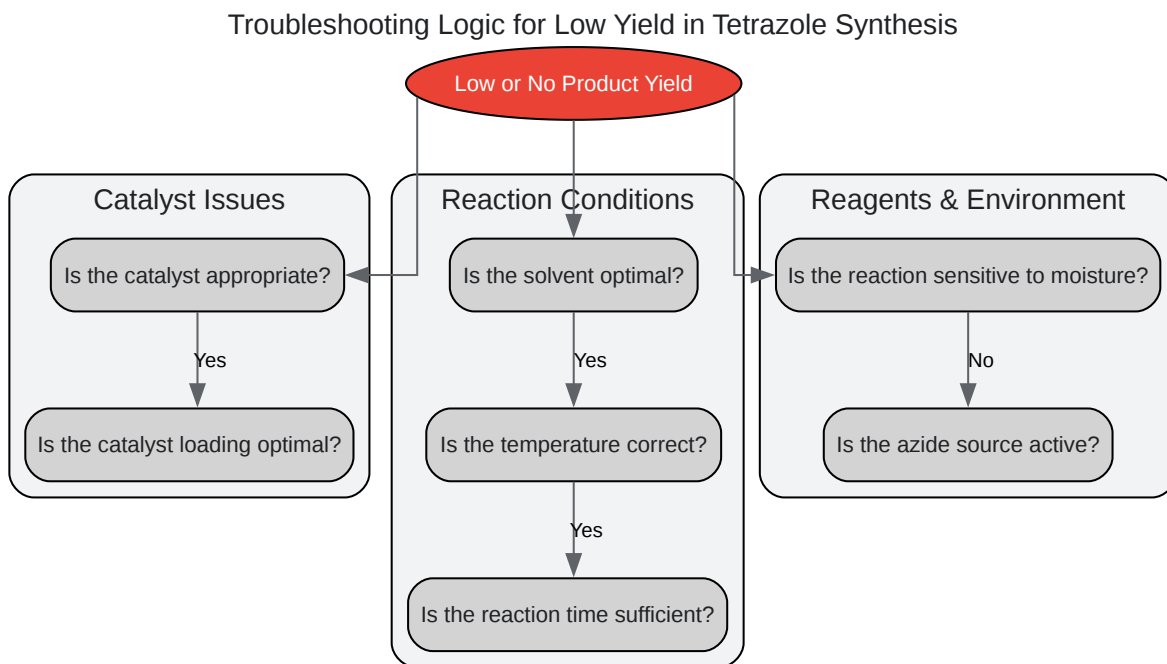 Troubleshooting Logic for Low Yield in Tetrazole Synthesis
Low or No Product Yield
Catalyst Issues
Is the catalyst appropriate?
Yes
Is the catalyst loading optimal?
Reaction Conditions
Is the solvent optimal?
Yes
Is the temperature correct?
Yes
Is the reaction time sufficient?
Reagents & Environment
Is the reaction sensitive to moisture?
No
Is the azide source active?